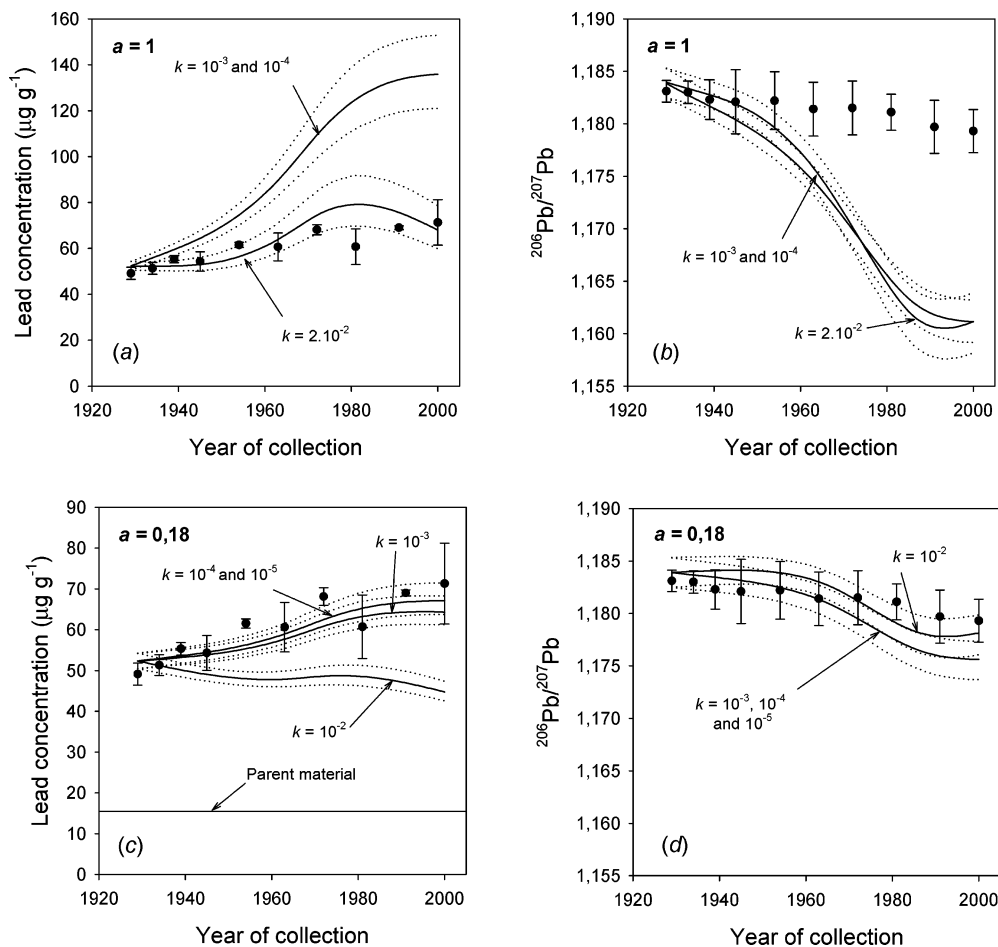 a = 1
k = 10⁻³ and 10⁻⁴
k = 2.10⁻²
(a)
Lead concentration (µg g⁻¹)
160
140
120
100
80
60
40
20
0
1920 1940 1960 1980 2000
Year of collection
a = 1
k = 10⁻³ and 10⁻⁴
k = 2.10⁻²
(b)
²⁰⁶Pb/²⁰⁷Pb
1,190
1,185
1,180
1,175
1,170
1,165
1,160
1,155
1920 1940 1960 1980 2000
Year of collection
a = 0,18
k = 10⁻³
k = 10⁻⁴ and 10⁻⁵
k = 10⁻²
Parent material
(c)
Lead concentration (µg g⁻¹)
90
80
70
60
50
40
30
20
10
0
1920 1940 1960 1980 2000
Year of collection
a = 0,18
k = 10⁻²
k = 10⁻³, 10⁻⁴
and 10⁻⁵
(d)
²⁰⁶Pb/²⁰⁷Pb
1,190
1,185
1,180
1,175
1,170
1,165
1,160
1,155
1920 1940 1960 1980 2000
Year of collection